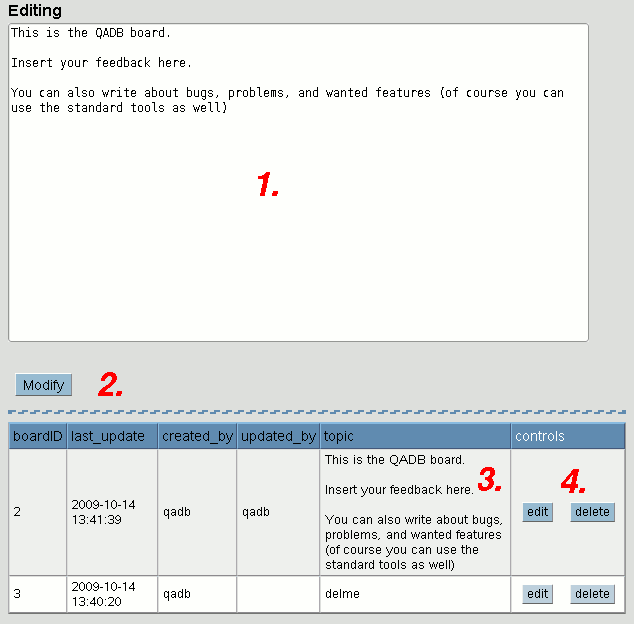 Editing
This is the QADB board.
Insert your feedback here.
You can also write about bugs, problems, and wanted features (of course you can
use the standard tools as well)
1.
Modify
2.
boardID last_update created_by updated_by topic controls
This is the QADB board.
3.
Insert your feedback here.
4.
2 2009-10-14
13:41:39
qadb qadb
You can also write about bugs,
problems, and wanted features
(of course you can use the
standard tools as well)
edit delete
3 2009-10-14
13:40:20
qadb delme edit delete